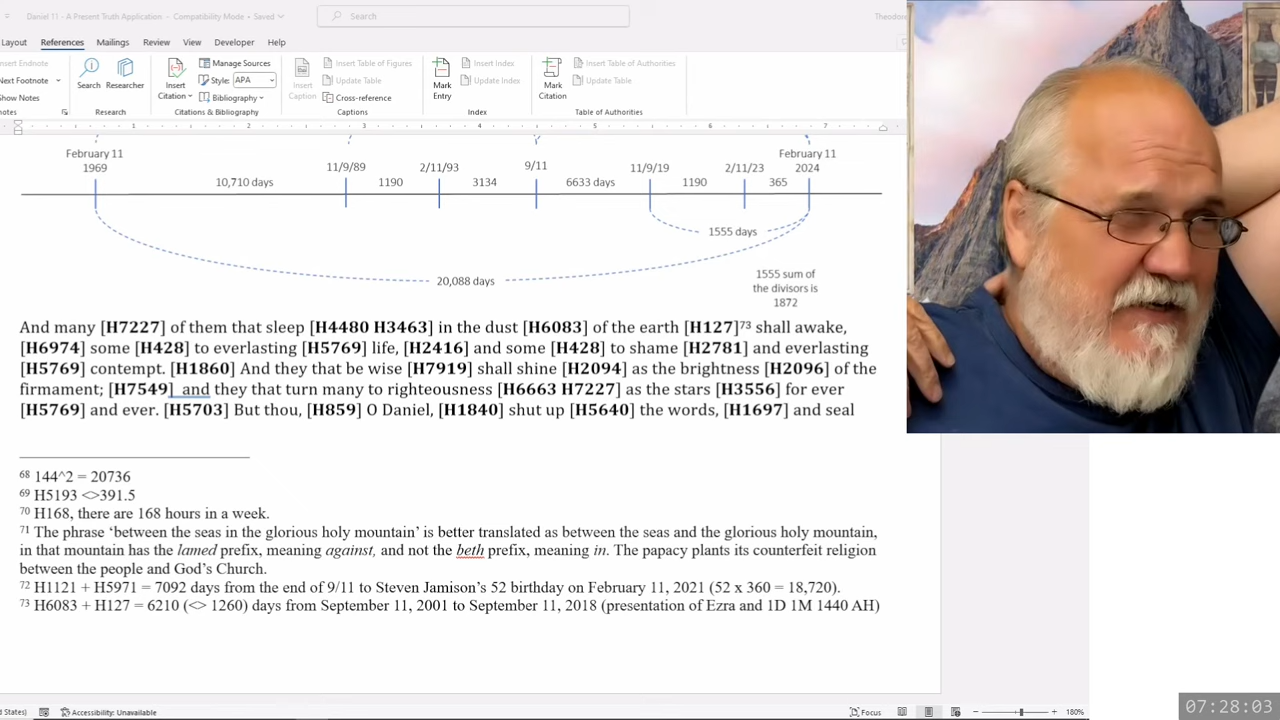 Daniel 11 - A Present Truth Application - Compatibility Mode - Saved
Search
Theodore
Layout References Mailings Review View Developer Help
Insert Endnote
Next Footnote
Show Notes
Search
Researcher
Research
Insert Citation
Manage Sources
Style: APA
Bibliography
Citations & Bibliography
Insert Caption
Insert Table of Figures
Update Table
Cross-reference
Captions
Mark Entry
Insert Index
Update Index
Index
Mark Citation
Insert Table of Authorities
Update Table
Table of Authorities
1 2 3 4 5 6 7
February 11 1969
11/9/89
2/11/93
9/11
11/9/19
2/11/23
February 11 2024
10,710 days
1190
3134
6633 days
1190
365
1555 days
20,088 days
1555 sum of
the divisors is
1872
And many [H7227] of them that sleep [H4480 H3463] in the dust [H6083] of the earth [H127]73 shall awake,
[H6974] some [H428] to everlasting [H5769] life, [H2416] and some [H428] to shame [H2781] and everlasting
[H5769] contempt. [H1860] And they that be wise [H7919] shall shine [H2094] as the brightness [H2096] of the
firmament; [H7549] and they that turn many to righteousness [H6663 H7227] as the stars [H3556] for ever
[H5769] and ever. [H5703] But thou, [H859] O Daniel, [H1840] shut up [H5640] the words, [H1697] and seal
68 144^2 = 20736
69 H5193 <>391.5
70 H168, there are 168 hours in a week.
71 The phrase ‘between the seas in the glorious holy mountain’ is better translated as between the seas and the glorious holy mountain,
in that mountain has the lamed prefix, meaning against, and not the beth prefix, meaning in. The papacy plants its counterfeit religion
between the people and God’s Church.
72 H1121 + H5971 = 7092 days from the end of 9/11 to Steven Jamison’s 52 birthday on February 11, 2021 (52 x 360 = 18,720).
73 H6083 + H127 = 6210 (<> 1260) days from September 11, 2001 to September 11, 2018 (presentation of Ezra and 1D 1M 1440 AH)
States)
Accessibility: Unavailable
Focus
180%
07:28:03